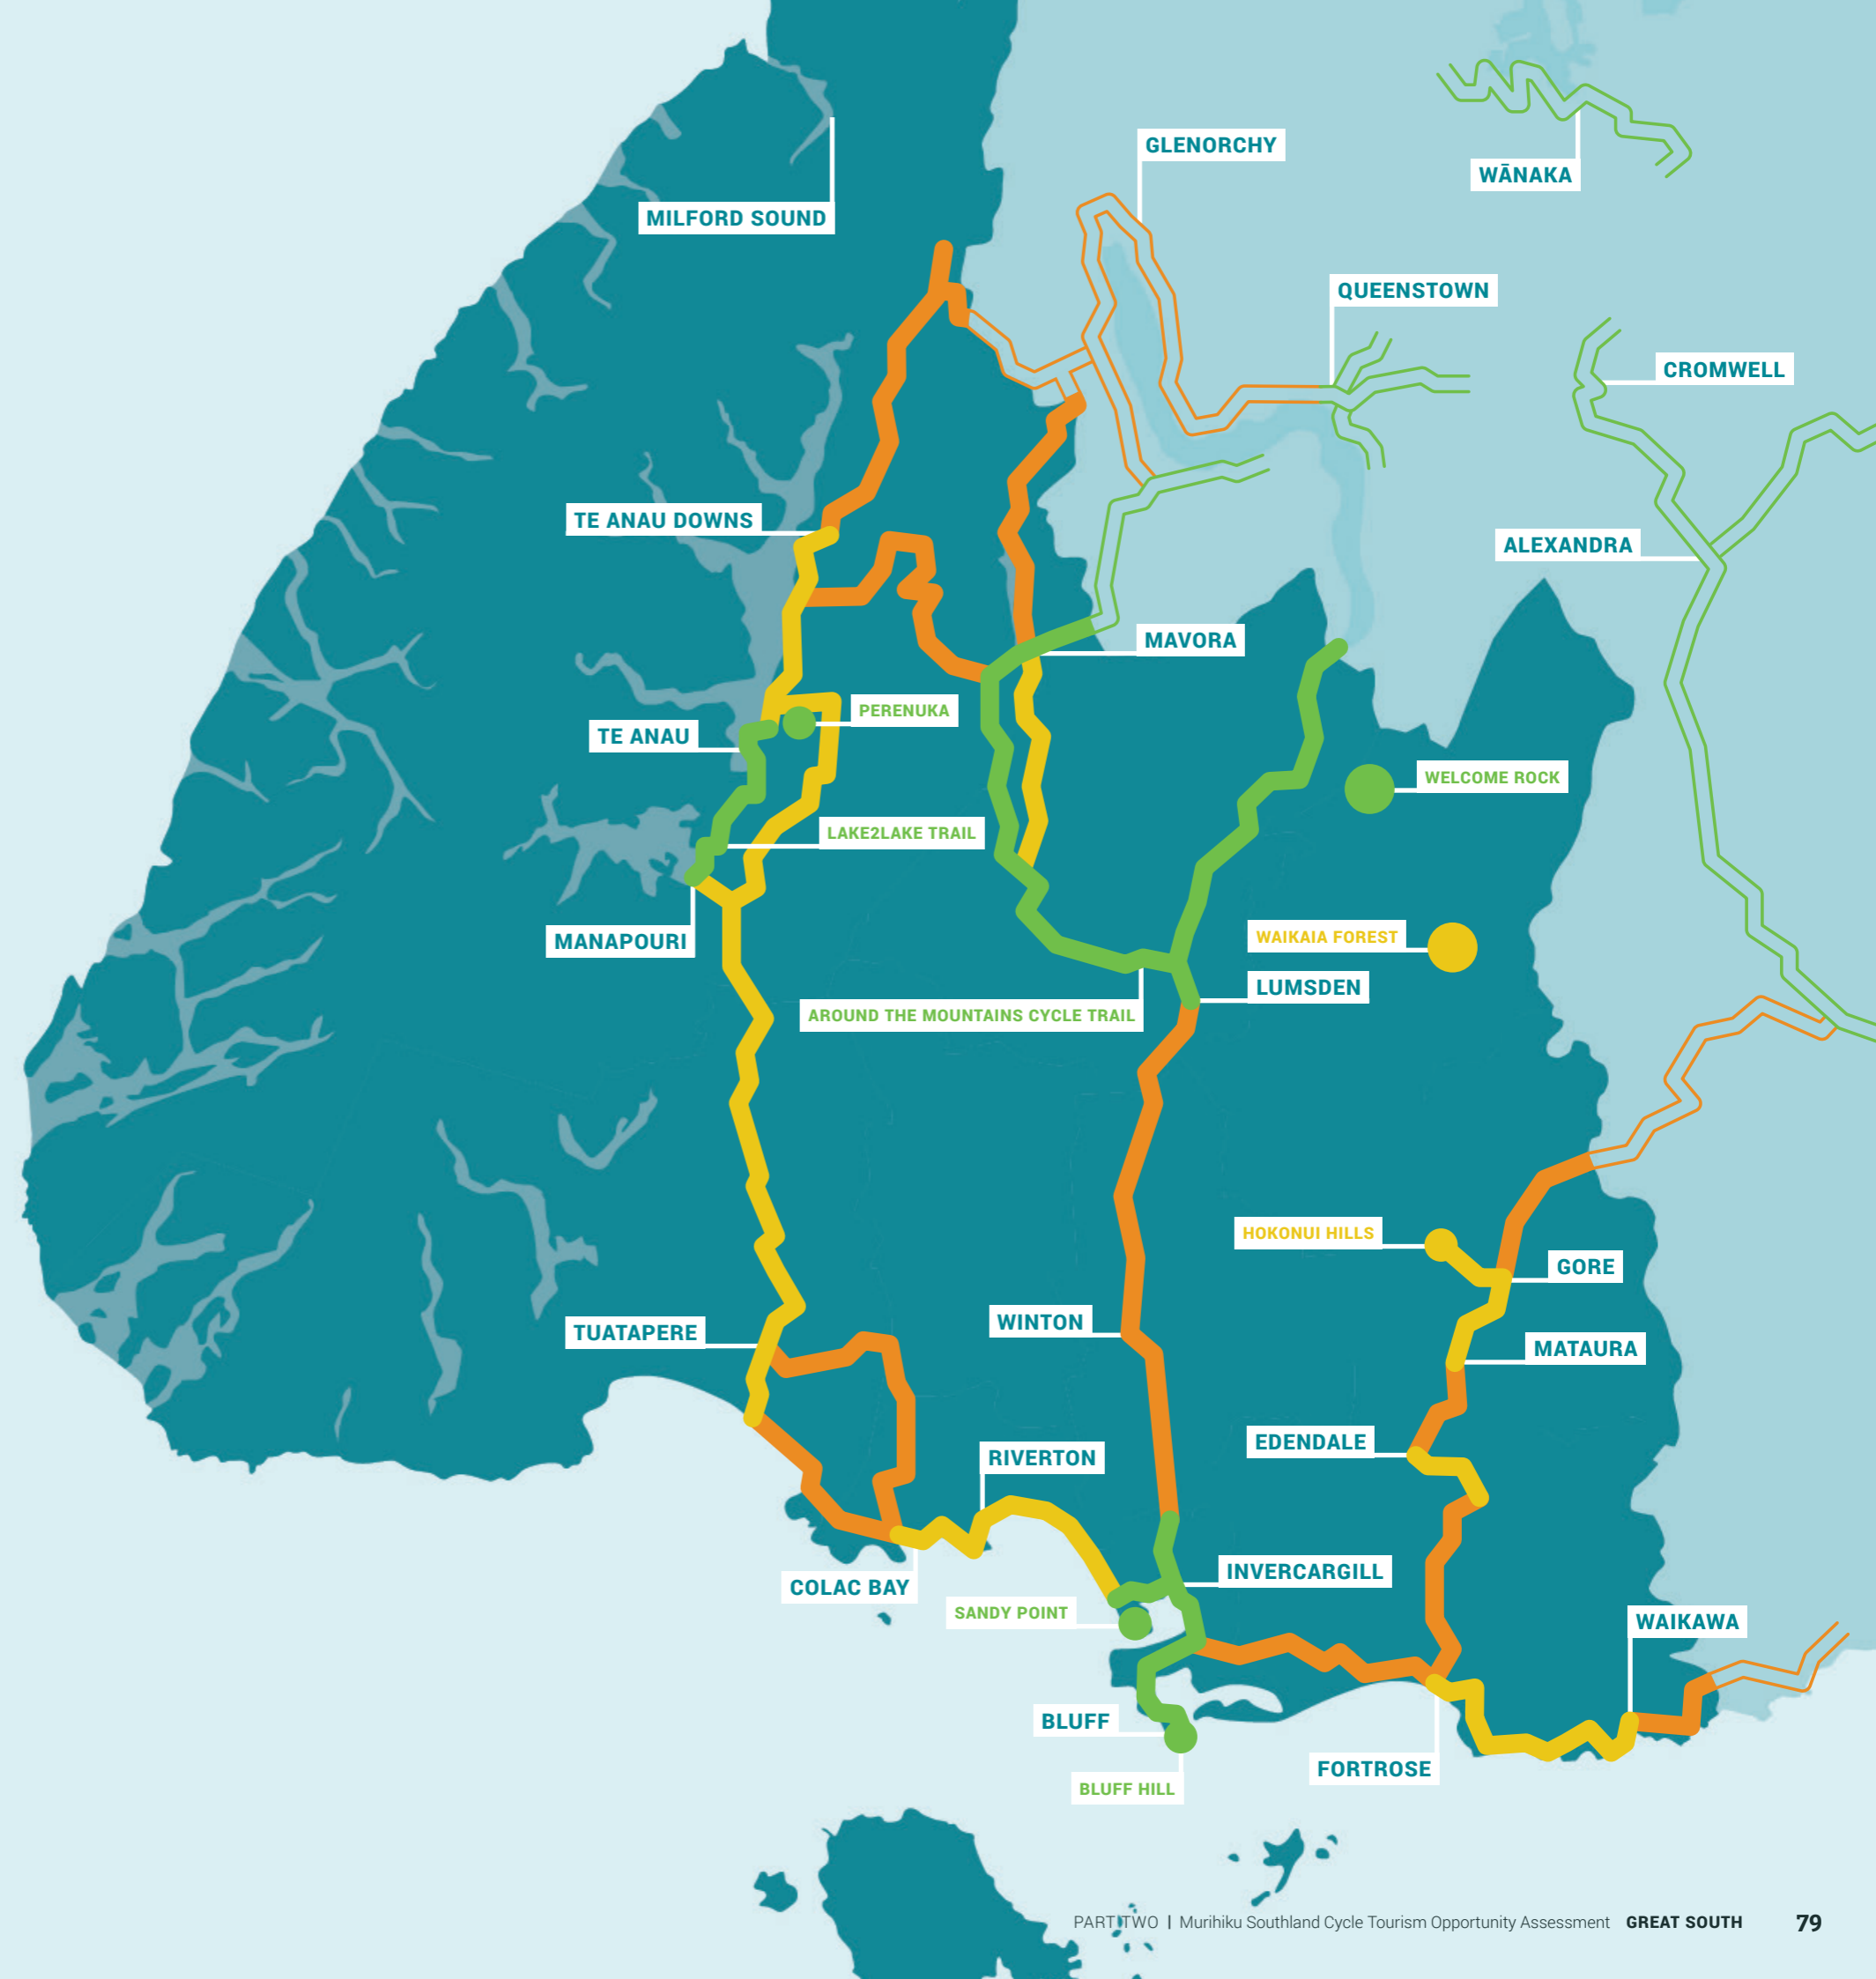 GLENORCHY
WĀNAKA
MILFORD SOUND
QUEENSTOWN
CROMWELL
TE ANAU DOWNS
ALEXANDRA
MAVORA
PERENUKA
TE ANAU
WELCOME ROCK
LAKE2LAKE TRAIL
MANAPOURI
WAIKAIA FOREST
LUMSDEN
AROUND THE MOUNTAINS CYCLE TRAIL
HOKONUI HILLS
GORE
WINTON
TUATAPERE
MATAURA
EDENDALE
RIVERTON
INVERCARGILL
COLAC BAY
SANDY POINT
WAIKAWA
BLUFF
FORTROSE
BLUFF HILL
PART TWO | Murihiku Southland Cycle Tourism Opportunity Assessment GREAT SOUTH 79